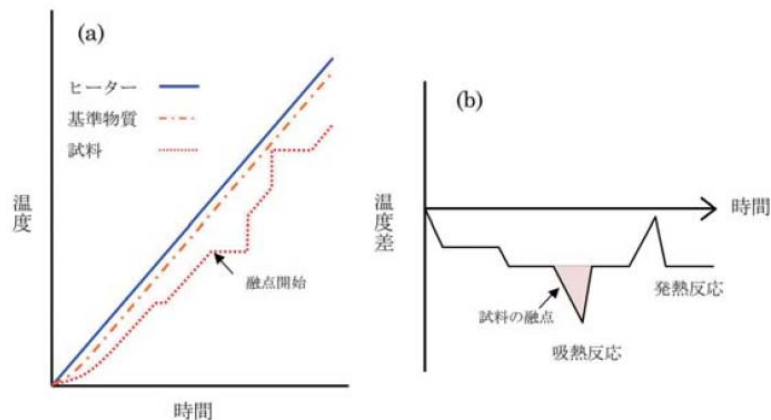 (a)
ヒーター
基準物質
試料
温度
融点開始
時間
(b)
時間
温度差
試料の融点
発熱反応
吸熱反応